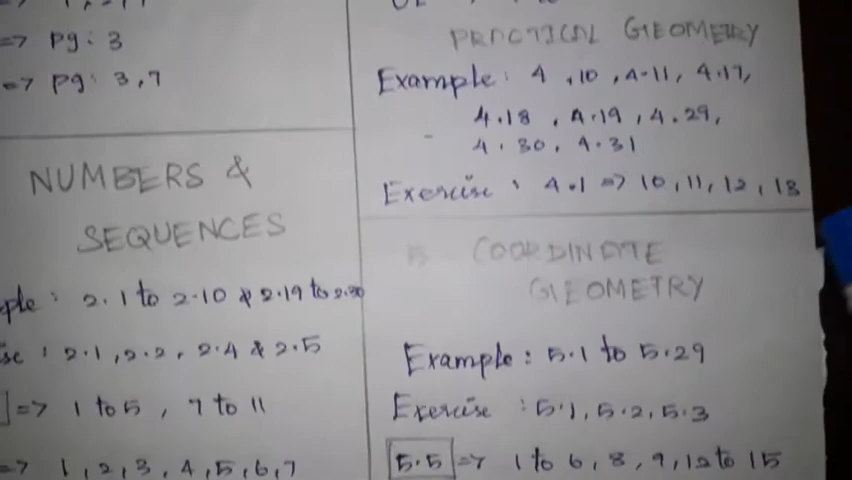 => Pg: 3
=> Pg: 3,7
NUMBERS &
SEQUENCES
ple : 2.1 to 2.10 & 2.19 to 2.30
se : 2.1, 2.2, 2.4 & 2.5
=> 1 to 5, 7 to 11
=> 1, 2, 3, 4, 5, 6, 7
PRACTICAL GEOMETRY
Example : 4, 10, 4.11, 4.17,
4.18, 4.19, 4.29,
4.30, 4.31
Exercise : 4.1 => 10, 11, 12, 13
COORDINATE
GEOMETRY
Example : 5.1 to 5.29
Exercise : 5.1, 5.2, 5.3
5.5 => 1 to 6, 8, 9, 12 to 15